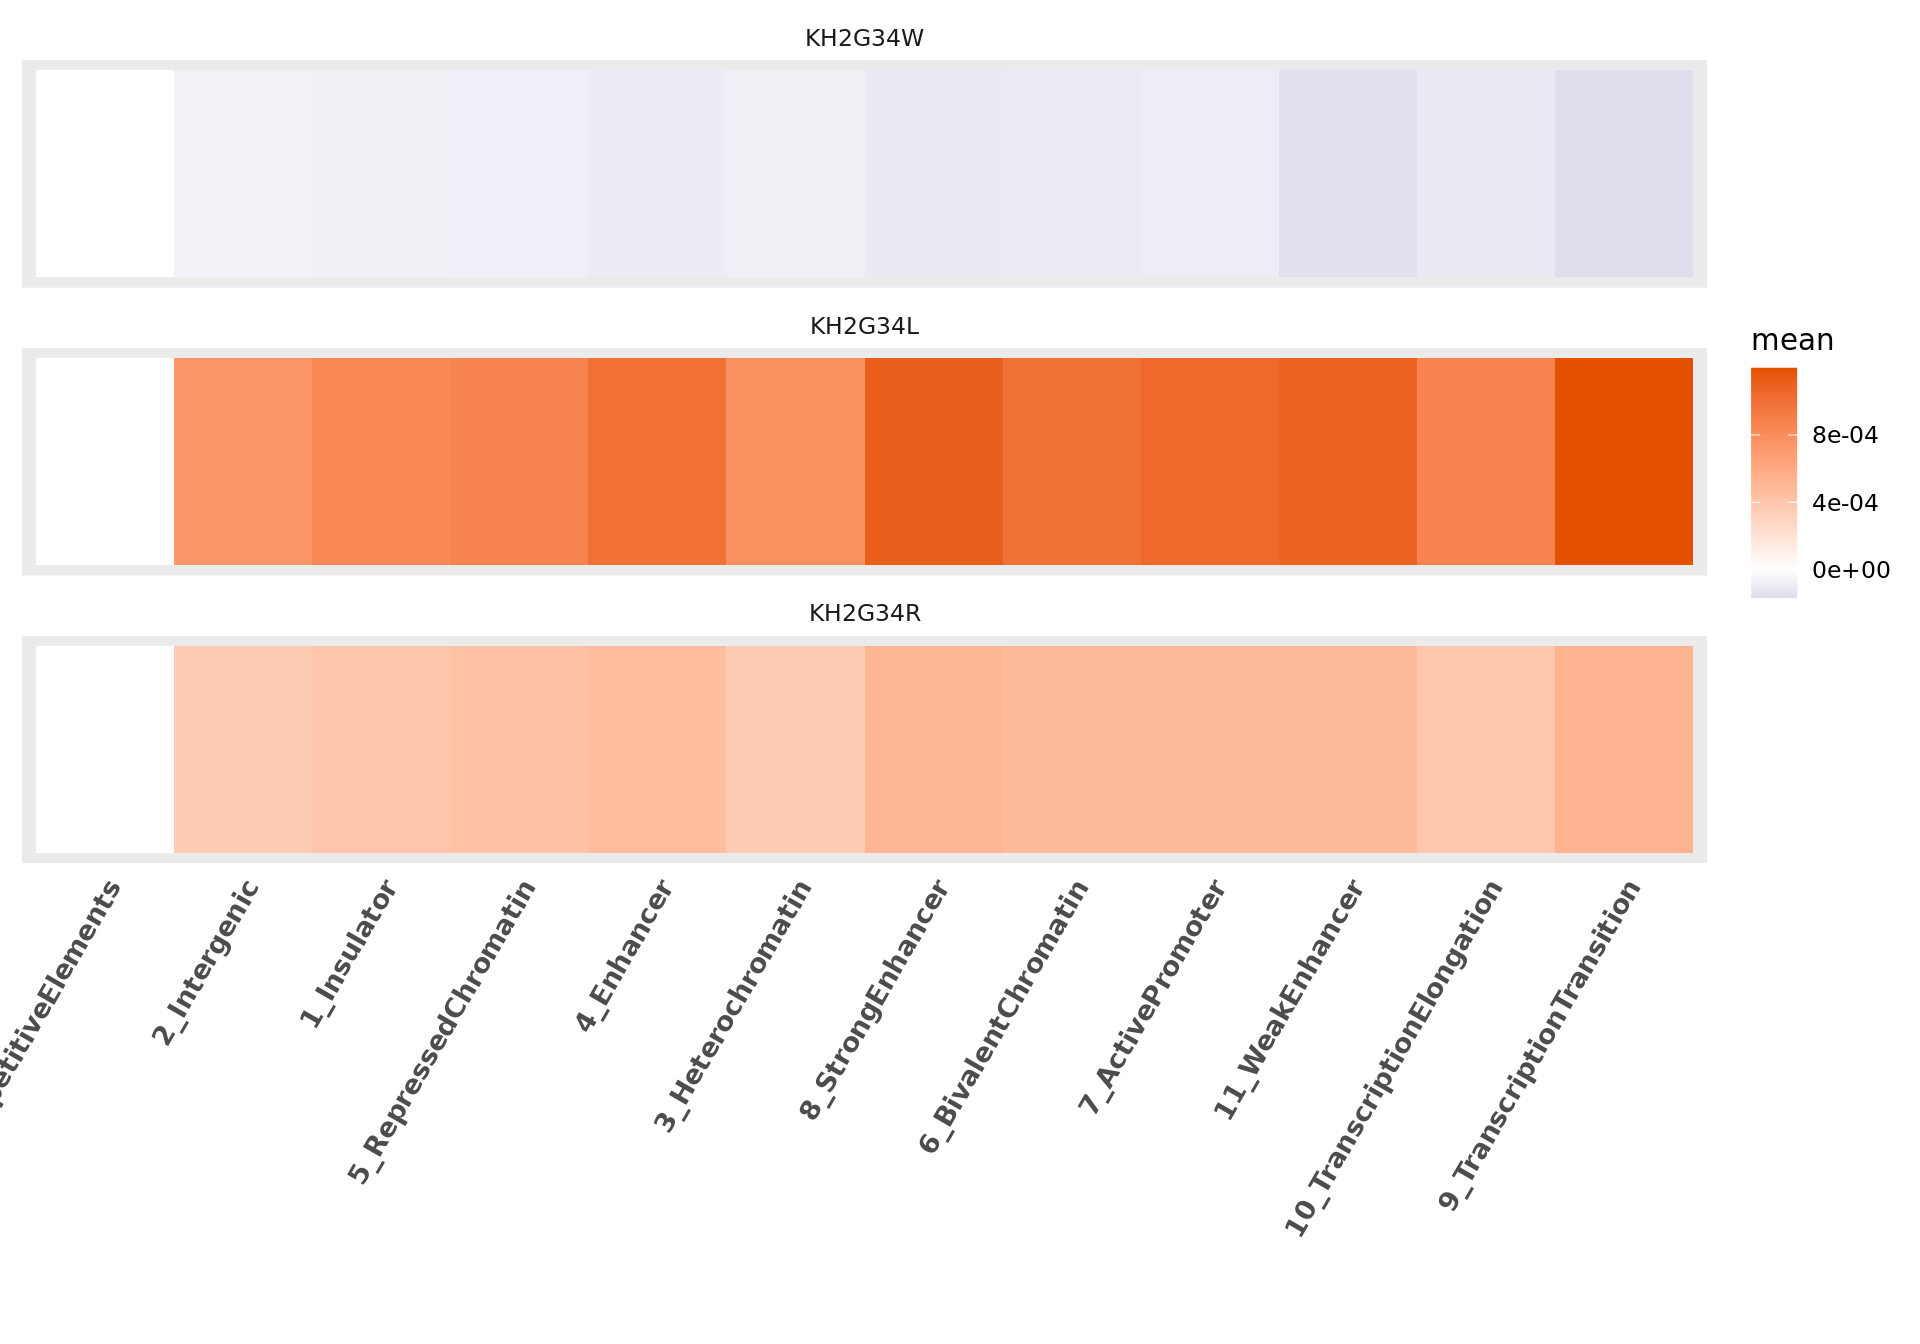 KH2G34W
KH2G34L
mean
8e-04
4e-04
0e+00
KH2G34R
petitiveElements
2_Intergenic
1_Insulator
5_RepressedChromatin
4_Enhancer
3_Heterochromatin
8_StrongEnhancer
6_BivalentChromatin
7_ActivePromoter
11_WeakEnhancer
10_TranscriptionElongation
9_TranscriptionTransition